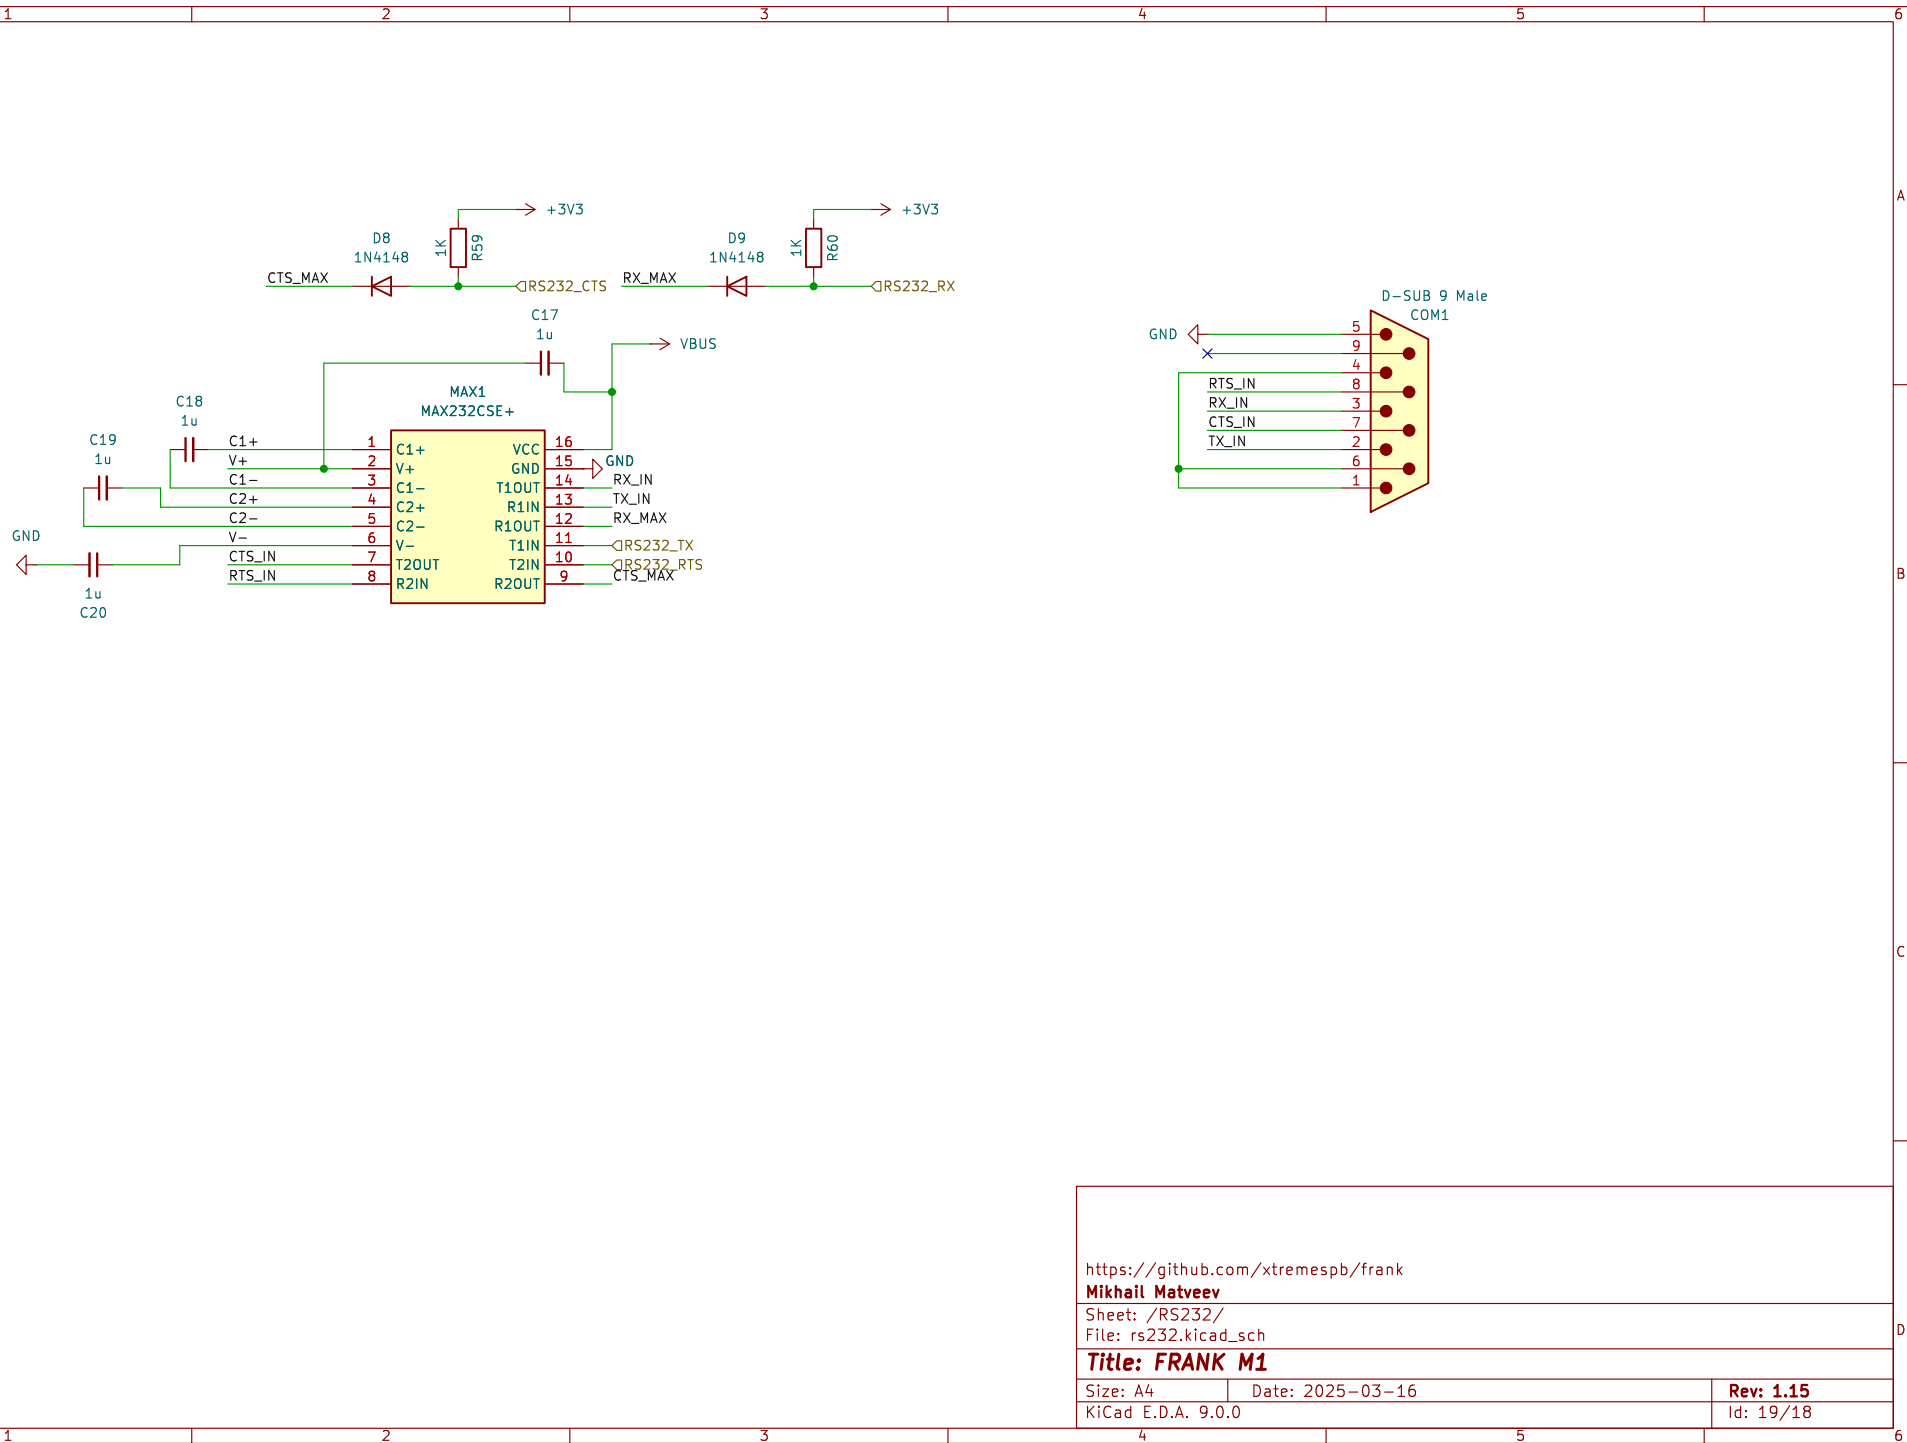 1 2 3 4 5 6
A
+3V3 +3V3
D8 D9
1N4148 1N4148
1K R59 1K R60
CTS_MAX RS232_CTS RX_MAX RS232_RX
D-SUB 9 Male
COM1
C17
1u
VBUS
GND 5
9
4
RTS_IN 8
RX_IN 3
CTS_IN 7
TX_IN 2
6
1
MAX1
MAX232CSE+
C18
1u
C19
1u
C1+ 1 C1+ VCC 16
V+ 2 V+ GND 15 GND
C1- 3 C1- T1OUT 14 RX_IN
C2+ 4 C2+ R1IN 13 TX_IN
C2- 5 C2- R1OUT 12 RX_MAX
V- 6 V- T1IN 11 RS232_TX
CTS_IN 7 T2OUT T2IN 10 RS232_RTS
RTS_IN 8 R2IN R2OUT 9 CTS_MAX
GND
1u
C20
B
C
https://github.com/xtremespb/frank
Mikhail Matveev
Sheet: /RS232/
File: rs232.kicad_sch
D
Title: FRANK M1
Size: A4 Date: 2025-03-16 Rev: 1.15
KiCad E.D.A. 9.0.0 Id: 19/18
1 2 3 4 5 6